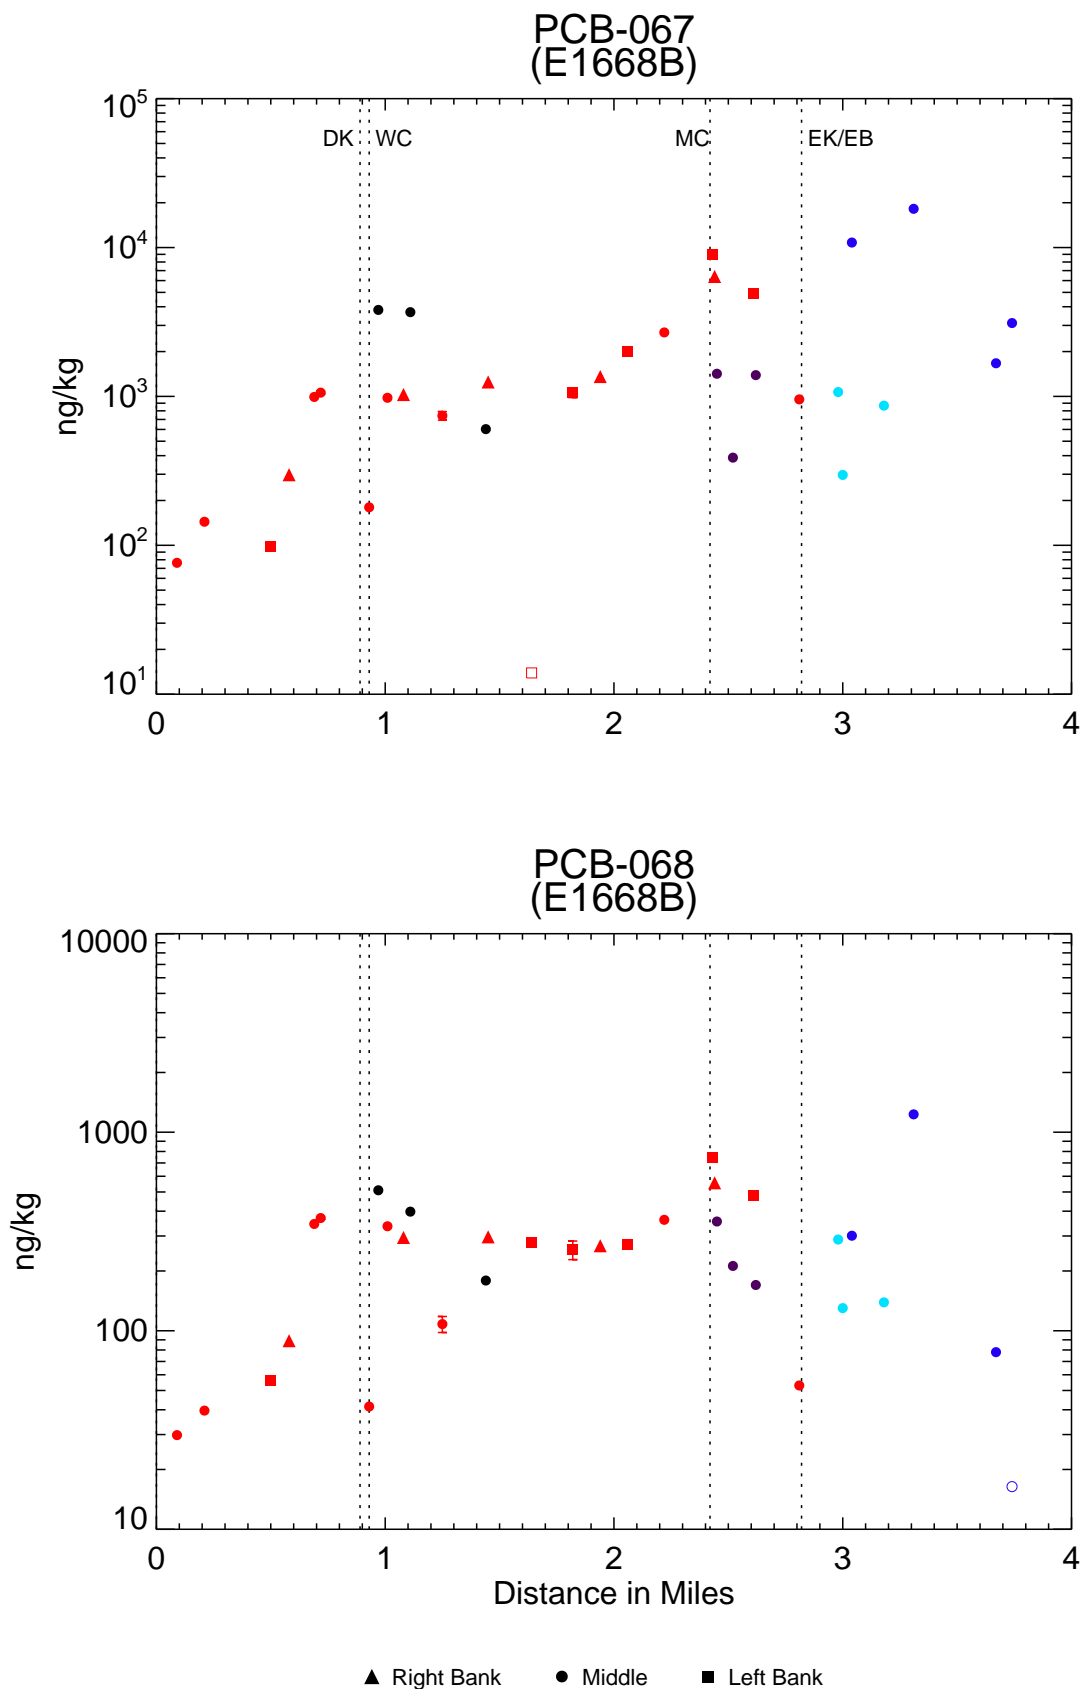 PCB-067
(E1668B)
10^5
DK WC MC EK/EB
10^4
10^3
ng/kg
10^2
10^1
0 1 2 3 4
PCB-068
(E1668B)
10000
1000
ng/kg
100
10
0 1 2 3 4
Distance in Miles
Right Bank Middle Left Bank